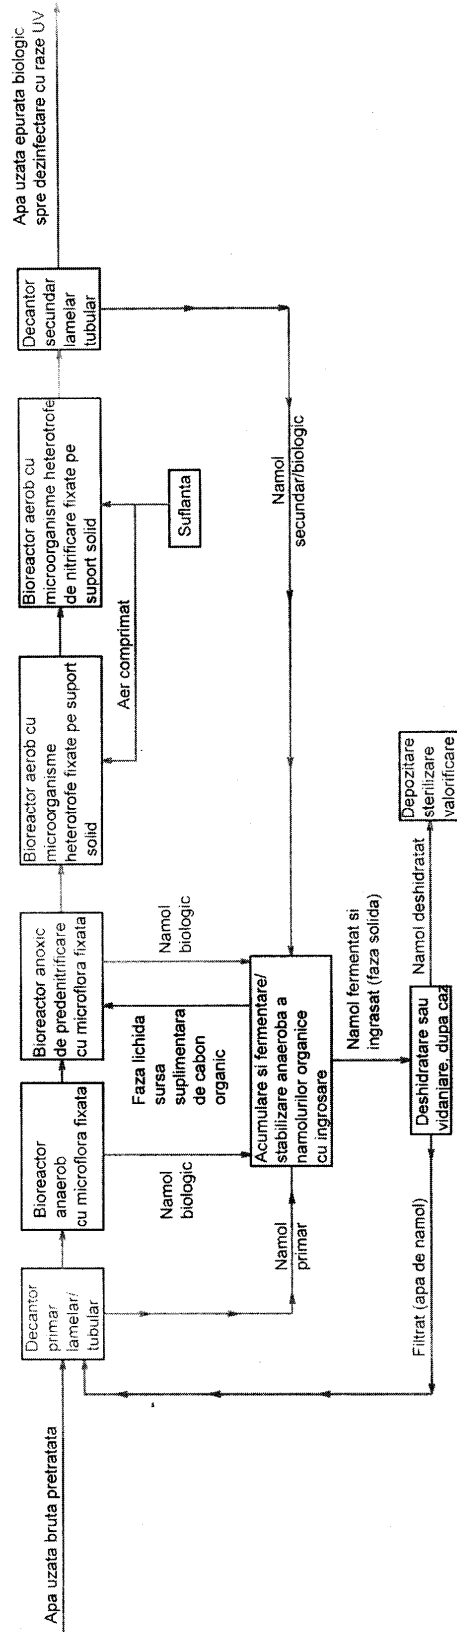 Apa uzata bruta pretratata
Decantor
primar
lamelar/
tubular
Bioreactor
anaerob
cu microflora fixata
Bioreactor anoxic
de predenitrificare
cu microflora fixata
Bioreactor aerob cu
microorganisme
heterotrofe fixate pe suport
solid
Bioreactor aerob cu
microorganisme heterotrofe
de nitrificare fixate pe
suport solid
Decantor
secundar
lamelar
tubular
Apa uzata epurata biologic
spre dezinfectare cu raze UV
Aer comprimat
Suflanta
Namol
biologic
Faza lichida
sursa
suplimentara
de cabon
organic
Namol
biologic
Namol
primar
Acumulare si fermentare/
stabilizare anaeroba a
namolurilor organice
cu ingrosare
Namol
secundar/biologic
Namol fermentat si
ingrasat (faza solida)
Filtrat (apa de namol)
Deshidratare sau
vidanjare, dupa caz
Namol deshidratat
Depozitare
sterilizare
valorificare